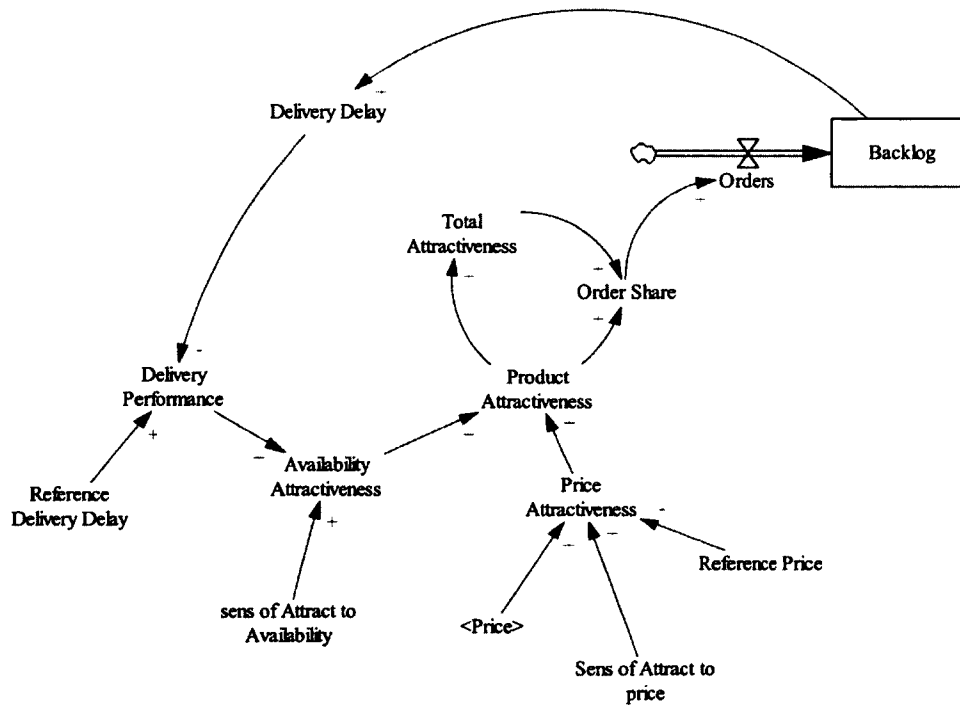 Delivery Delay
Backlog
Orders
Total
Attractiveness
Order Share
Delivery
Performance
Product
Attractiveness
Availability
Attractiveness
Price
Attractiveness
Reference
Delivery Delay
Reference Price
sens of Attract to
Availability
<Price>
Sens of Attract to
price